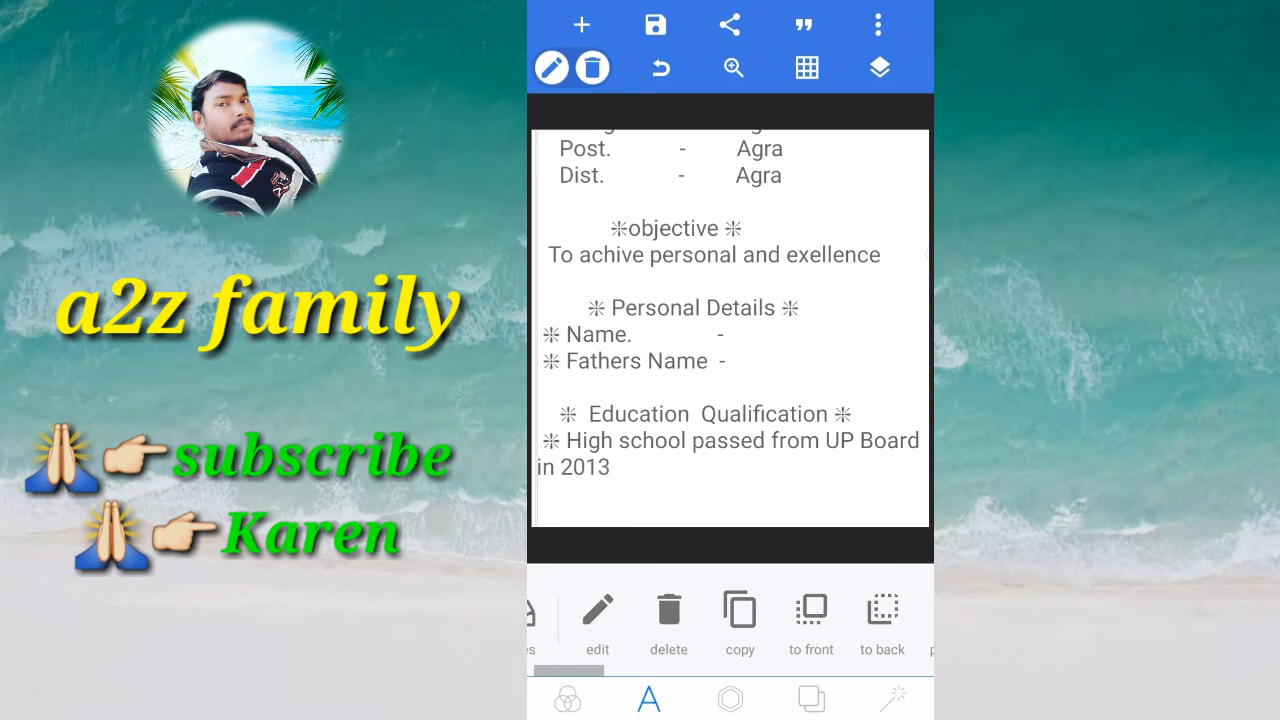 a2z family
subscribe
Karen
Post. - Agra
Dist. - Agra
❇objective ❇
To achive personal and exellence
❇ Personal Details ❇
❇ Name. -
❇ Fathers Name -
❇ Education Qualification ❇
❇ High school passed from UP Board
in 2013
edit delete copy to front to back